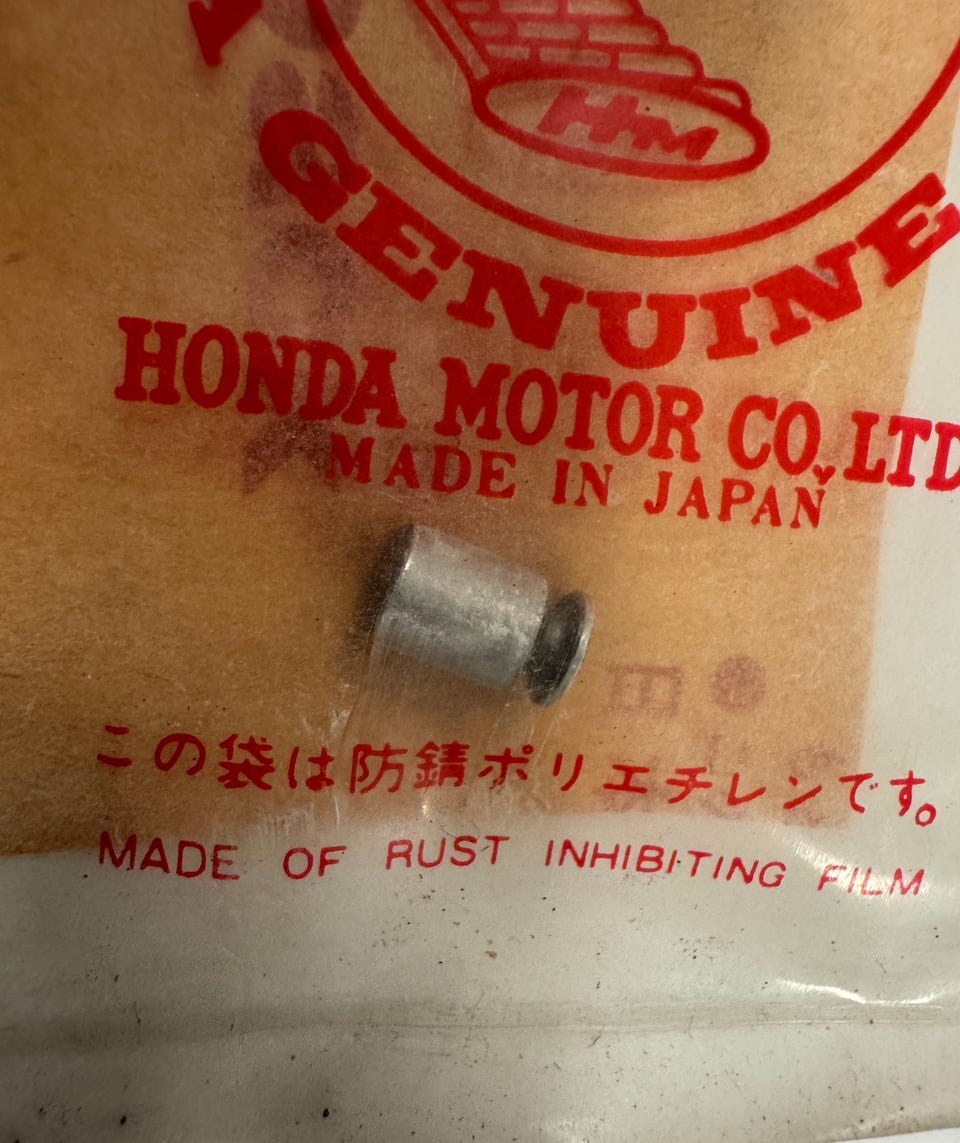 HM
GENUINE
HONDA MOTOR CO., LTD
MADE IN JAPAN
この袋は防錆ポリエチレンです。
MADE OF RUST INHIBITING FILM